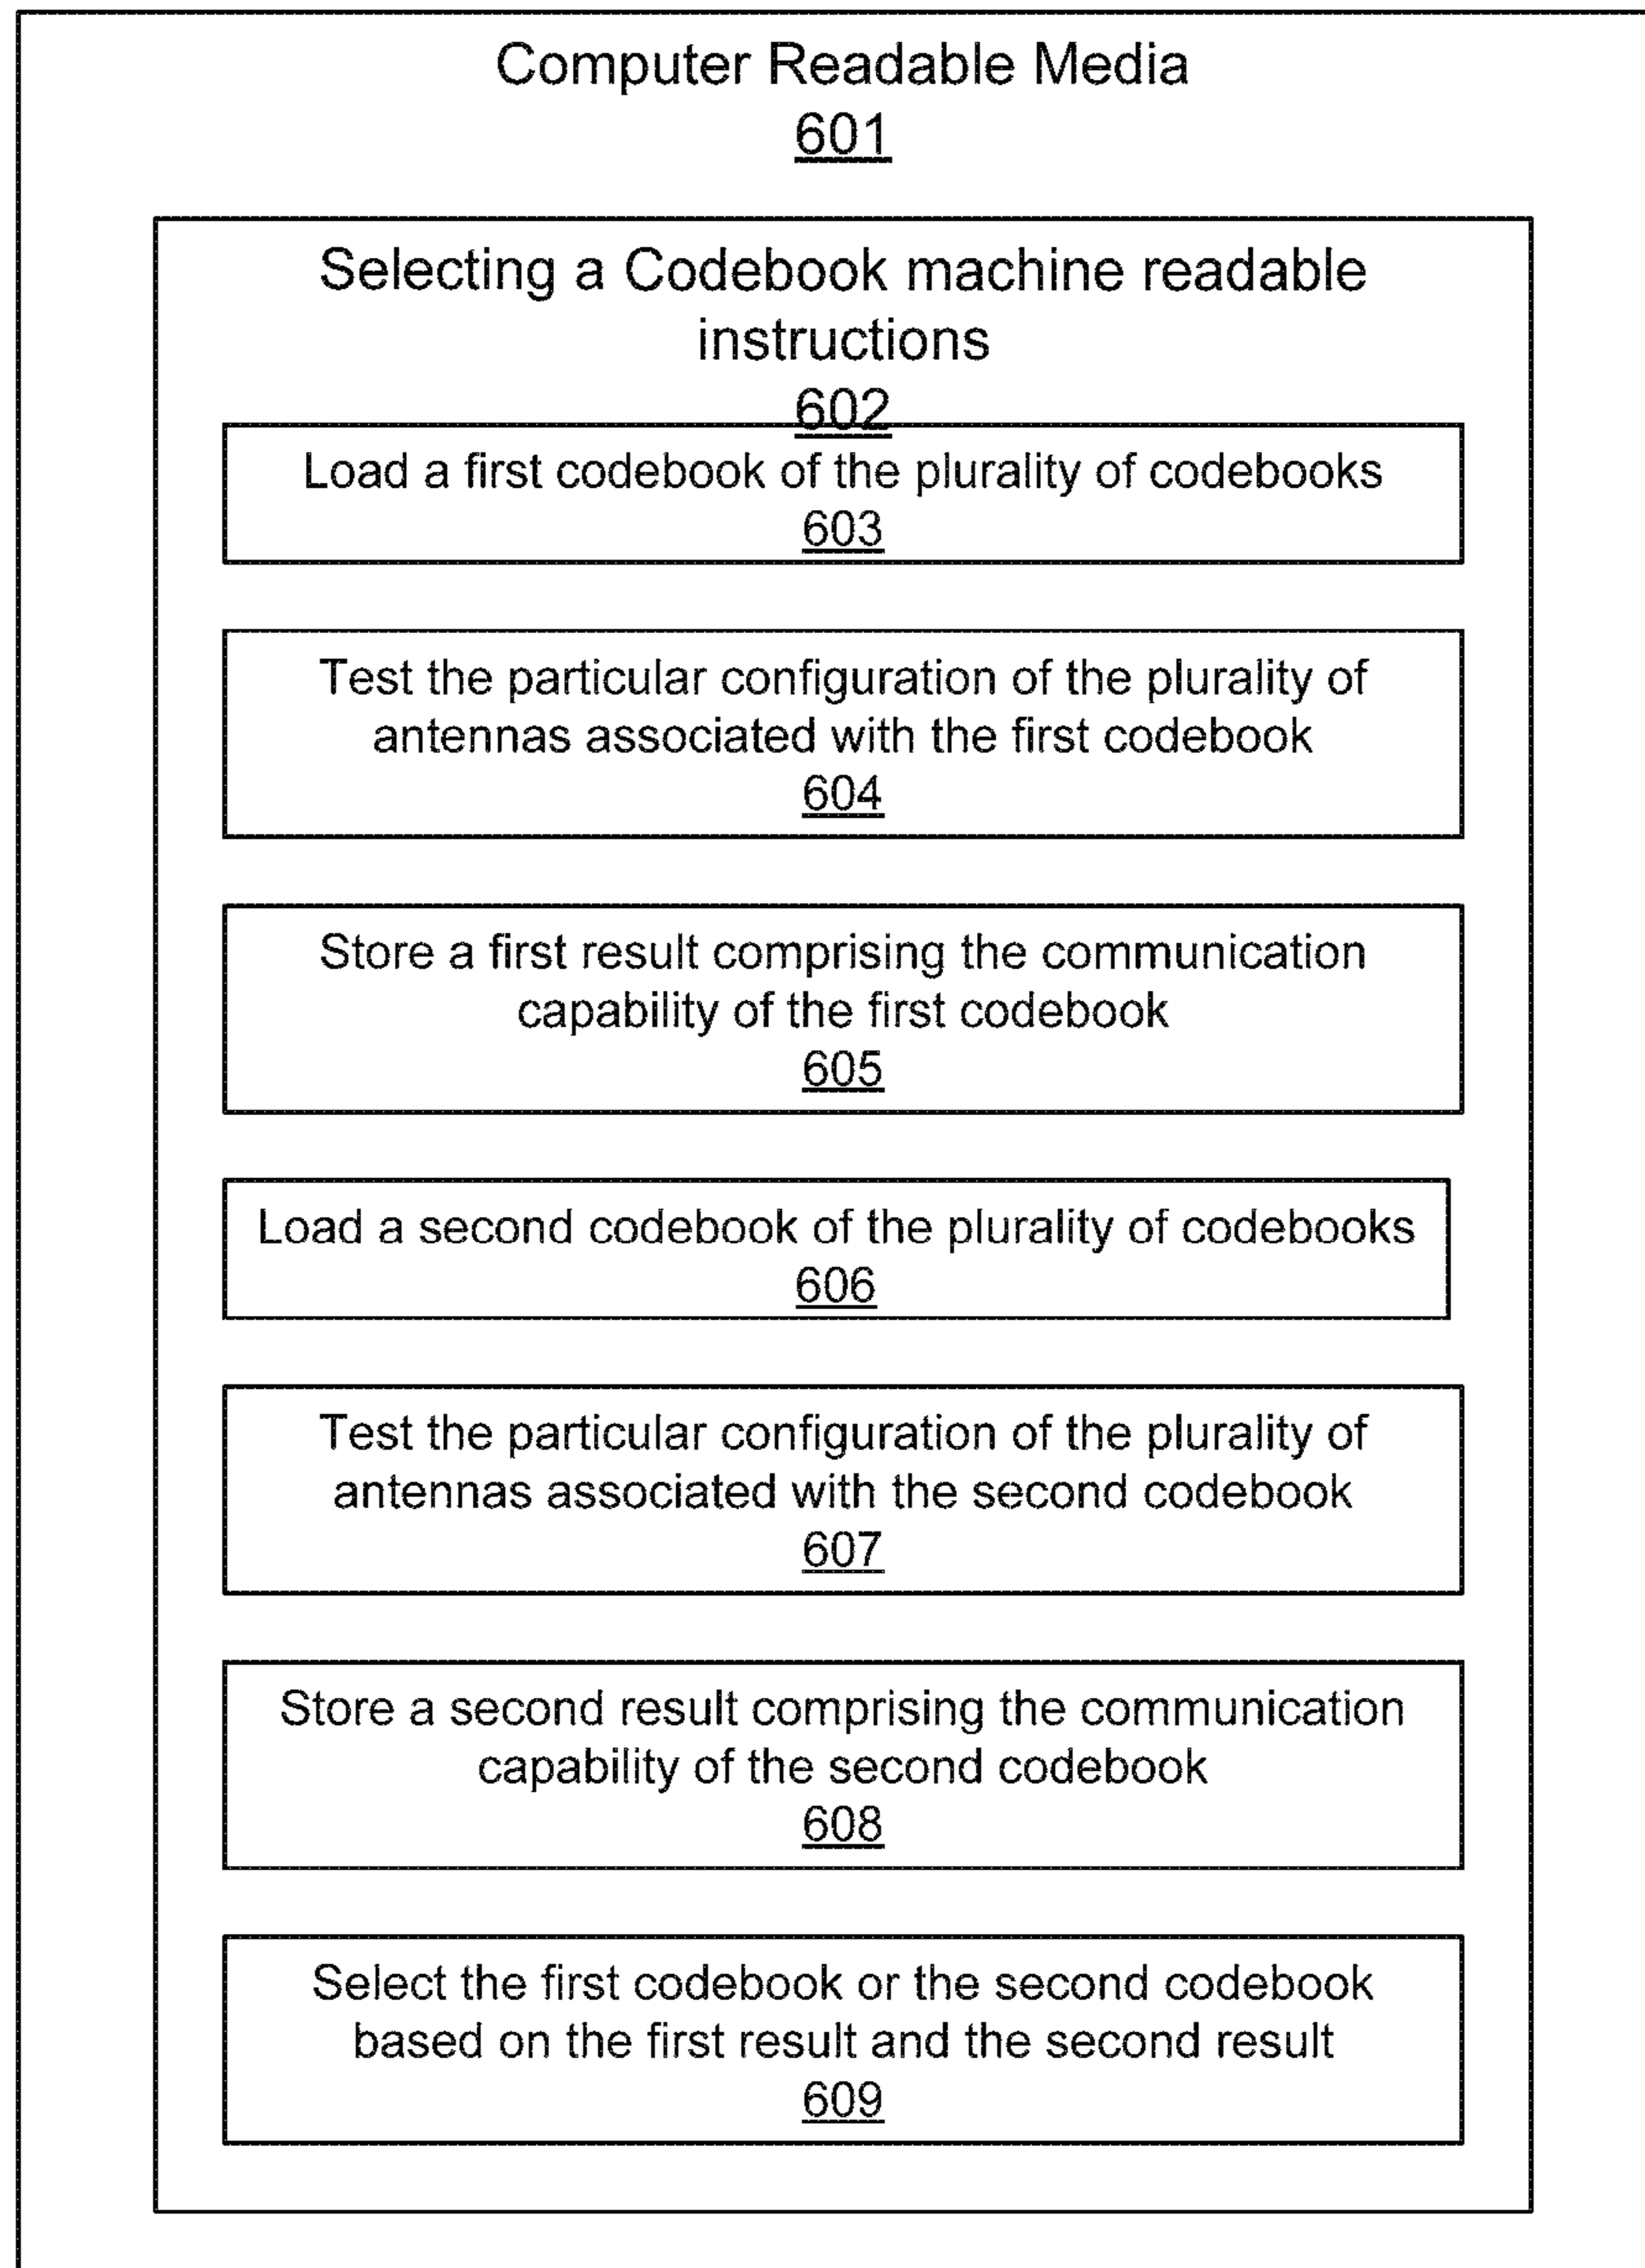 Computer Readable Media
601
Selecting a Codebook machine readable
instructions
602
Load a first codebook of the plurality of codebooks
603
Test the particular configuration of the plurality of
antennas associated with the first codebook
604
Store a first result comprising the communication
capability of the first codebook
605
Load a second codebook of the plurality of codebooks
606
Test the particular configuration of the plurality of
antennas associated with the second codebook
607
Store a second result comprising the communication
capability of the second codebook
608
Select the first codebook or the second codebook
based on the first result and the second result
609